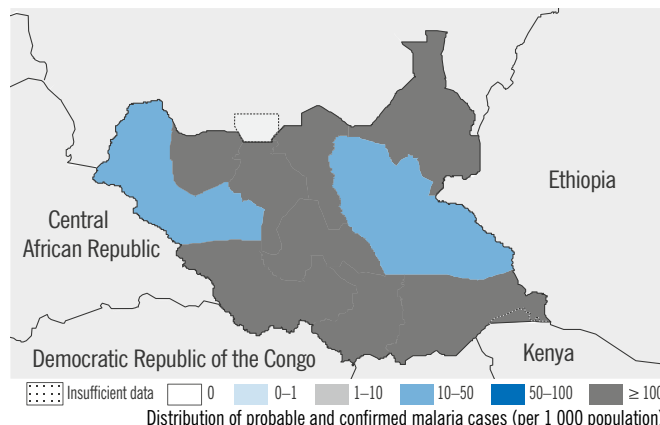 Ethiopia
Central
African Republic
Democratic Republic of the Congo
Kenya
Insufficient data 0 0–1 1–10 10–50 50–100 ≥ 100
Distribution of probable and confirmed malaria cases (per 1 000 population)